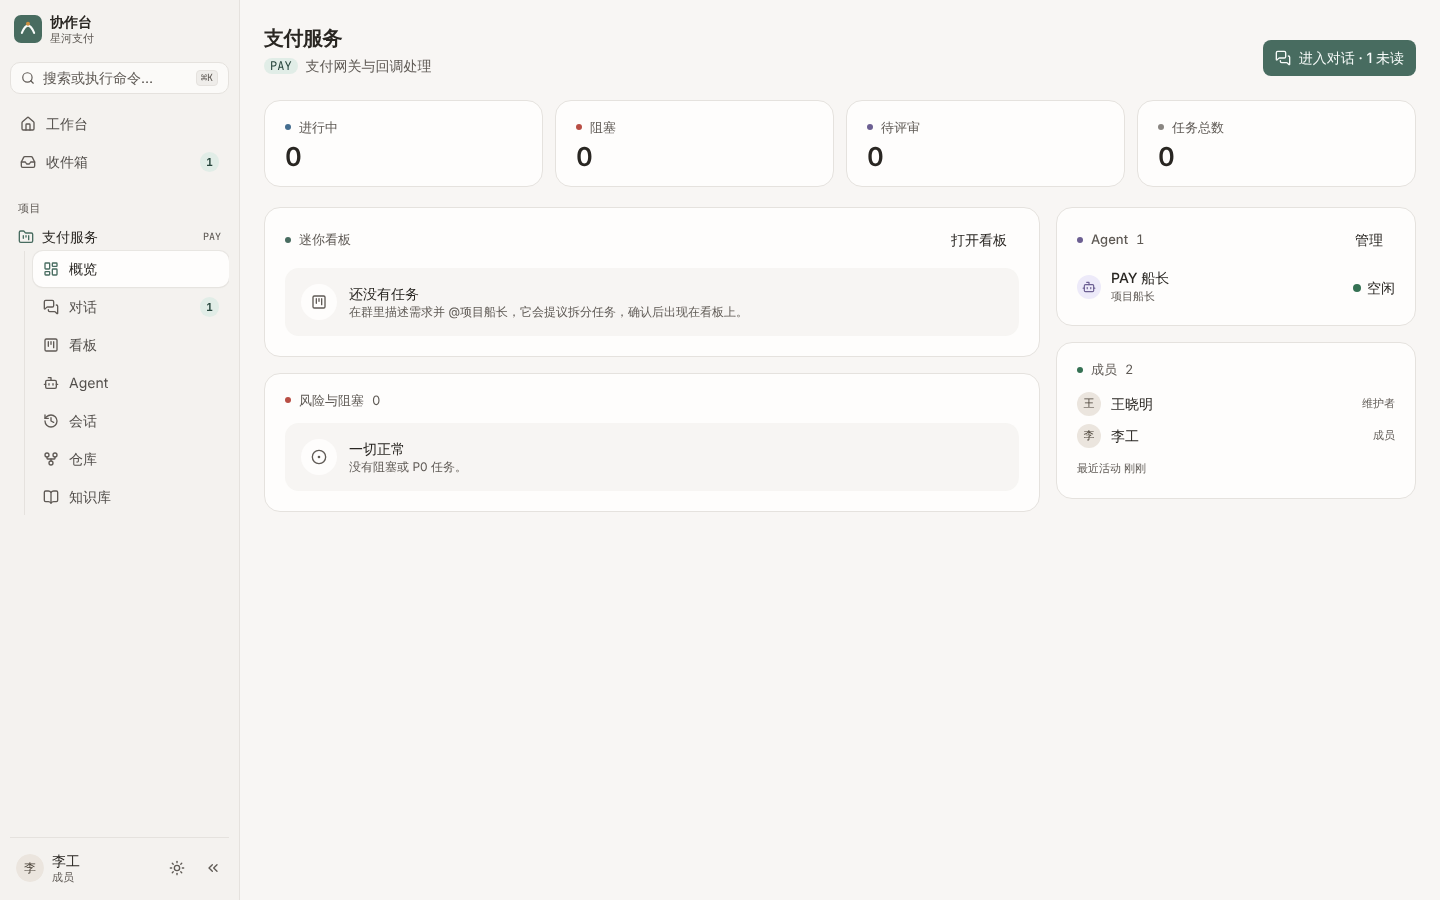 协作台
星河支付
搜索或执行命令... ⌘K
工作台
收件箱 1
项目
支付服务 PAY
概览
对话 1
看板
Agent
会话
仓库
知识库
李 李工
成员
支付服务
PAY 支付网关与回调处理
进入对话 · 1 未读
进行中
0
阻塞
0
待评审
0
任务总数
0
迷你看板 打开看板
还没有任务
在群里描述需求并 @项目船长，它会提议拆分任务，确认后出现在看板上。
风险与阻塞 0
一切正常
没有阻塞或 P0 任务。
Agent 1 管理
PAY 船长
项目船长
空闲
成员 2
王 王晓明 维护者
李 李工 成员
最近活动 刚刚